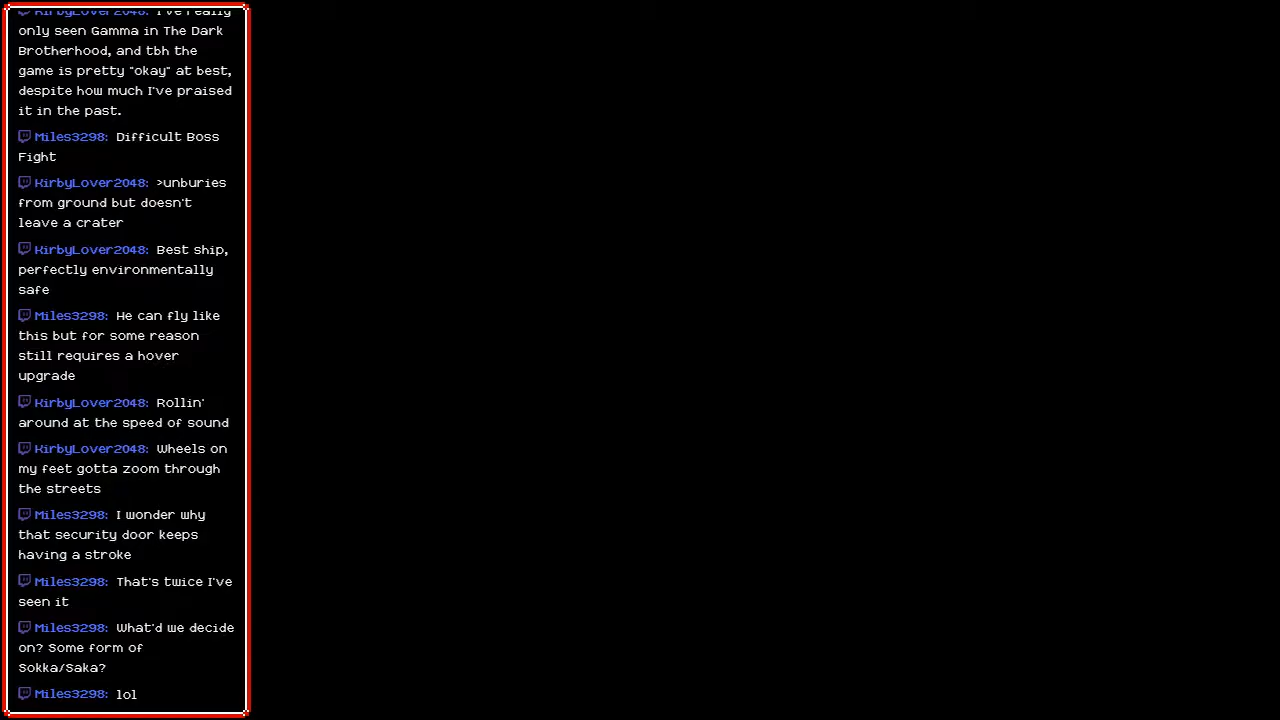 KirbyLover2048: I've really
only seen Gamma in The Dark
Brotherhood, and tbh the
game is pretty "okay" at best,
despite how much I've praised
it in the past.
Miles3298: Difficult Boss
Fight
KirbyLover2048: >unburies
from ground but doesn't
leave a crater
KirbyLover2048: Best ship,
perfectly environmentally
safe
Miles3298: He can fly like
this but for some reason
still requires a hover
upgrade
KirbyLover2048: Rollin'
around at the speed of sound
KirbyLover2048: Wheels on
my feet gotta zoom through
the streets
Miles3298: I wonder why
that security door keeps
having a stroke
Miles3298: That's twice I've
seen it
Miles3298: What'd we decide
on? Some form of
Sokka/Saka?
Miles3298: lol